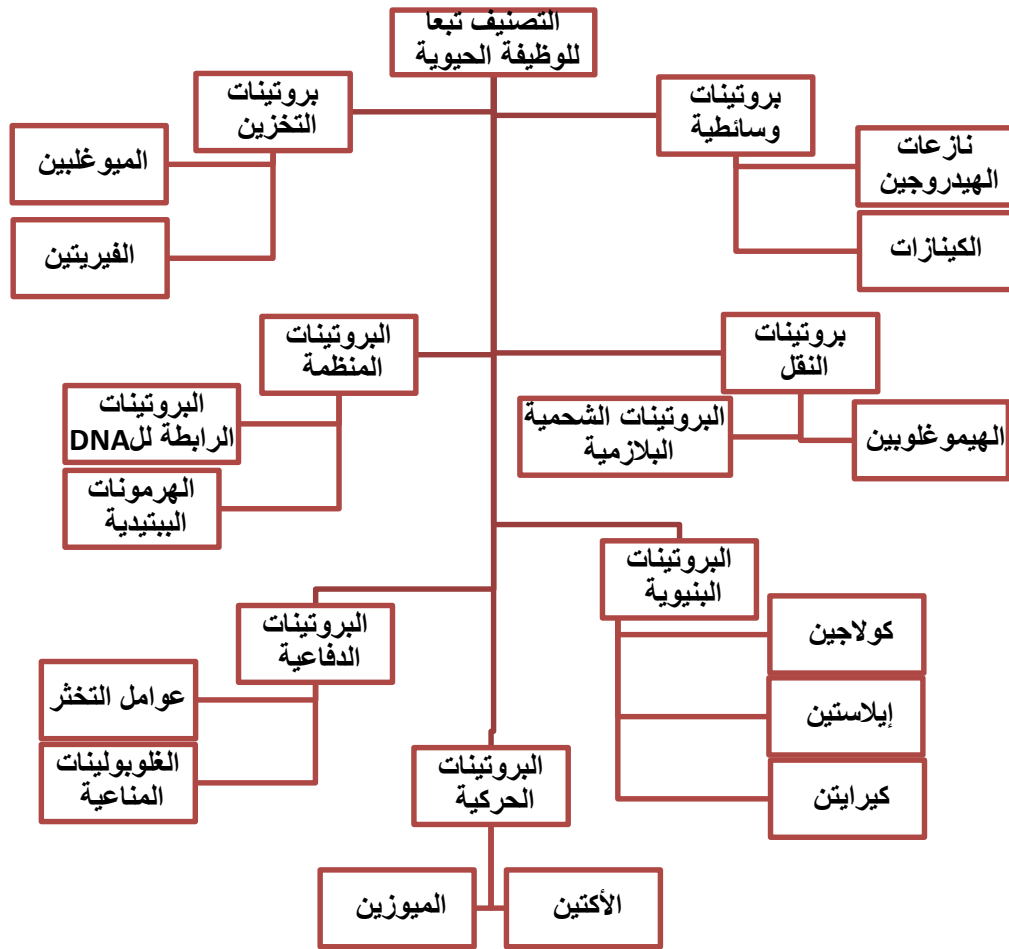 التصنيف تبعا
للوظيفة الحيوية
بروتينات
وسائطية
نازعات
الهيدروجين
الكينازات
بروتينات
التخزين
الميوغلبين
الفيريتين
بروتينات
النقل
الهيموغلوبين
البروتينات الشحمية
البلازمية
البروتينات
المنظمة
البروتينات
الرابطة للDNA
الهرمونات
الببتيدية
البروتينات
البنيوية
كولاجين
إيلاستين
كيرايتن
البروتينات
الدفاعية
عوامل التخثر
الغلوبولينات
المناعية
البروتينات
الحركية
الأكتين
الميوزين